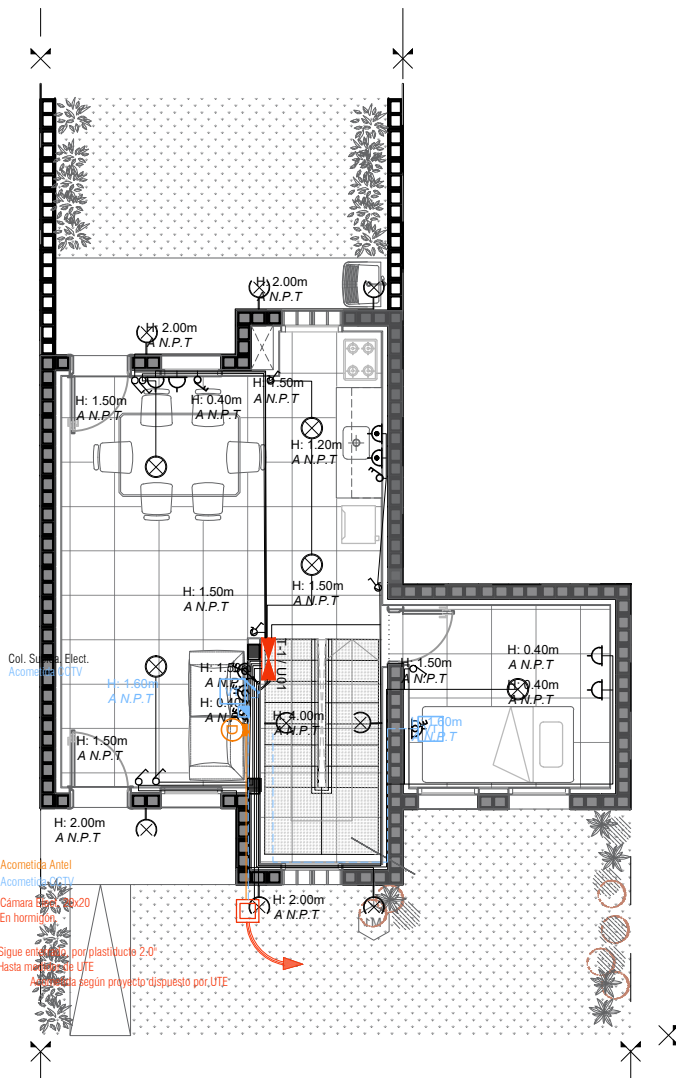 H: 2.00m
A N.P.T
H: 2.00m
A N.P.T
H: 1.50m
A N.P.T
H: 0.40m
A N.P.T
H: 1.50m
A N.P.T
H: 1.20m
A N.P.T
H: 1.50m
A N.P.T
H: 1.50m
A N.P.T
T-1 / U01
Col. Elect.
Acometida CCTV
H: 1.60m
A N.P.T
A N.P.T
A N.P.T
H: 4.00m
A N.P.T
H: 1.50m
A N.P.T
H: 0.40m
A N.P.T
H: 0.40m
A N.P.T
H: 1.60m
A N.P.T
H: 1.50m
A N.P.T
H: 2.00m
A N.P.T
Acometida Antel
Acometida CCTV
Cámara 20x20
En hormigón
H: 2.00m
A N.P.T
Sigue por plastiducto 2.0"
Hasta de UTE
según proyecto dispuesto por UTE